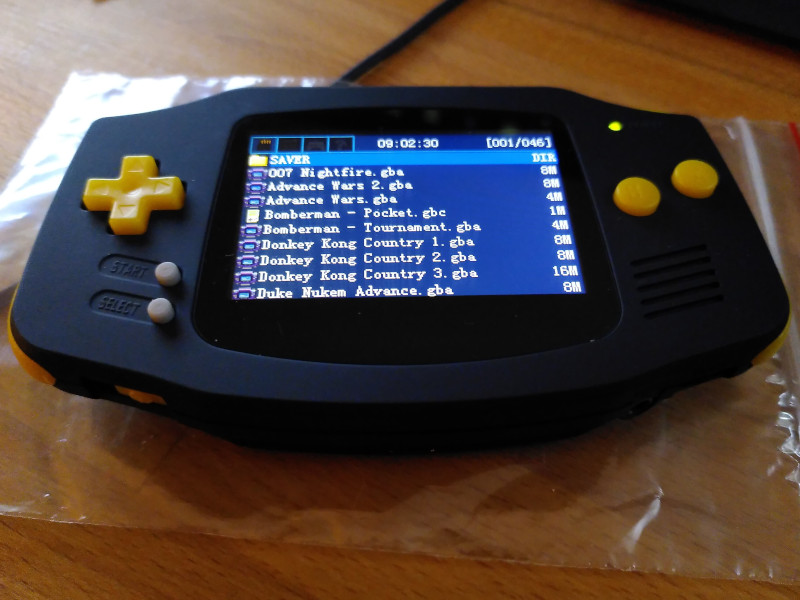 09:02:30 [001/046]
SAVER DIR
007 Nightfire.gba 8M
Advance Wars 2.gba 8M
Advance Wars.gba 4M
Bomberman - Pocket.gbc 1M
Bomberman - Tournament.gba 4M
Donkey Kong Country 1.gba 8M
Donkey Kong Country 2.gba 8M
Donkey Kong Country 3.gba 16M
Duke Nukem Advance.gba 8M
START
SELECT